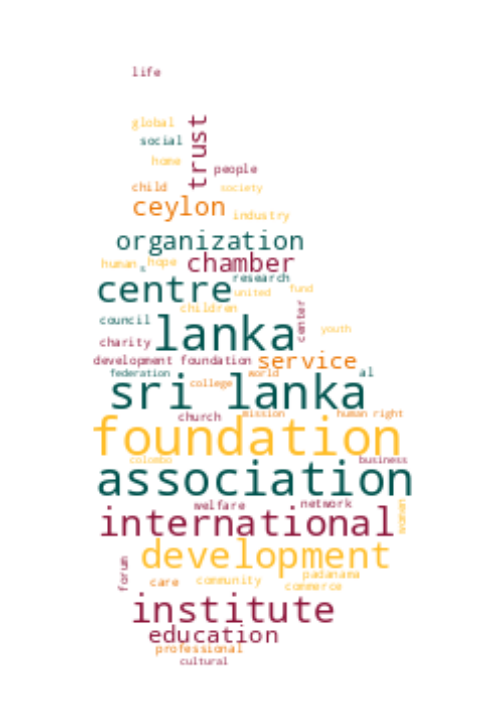 life
global
social
trust
home
people
child
society
ceylon
industry
organization
human
s
hope
chamber
research
centre
united
fund
children
council
lanka
center
youth
charity
development foundation
service
federation
college
world
al
sri lanka
church
mission
human right
foundation
colombo
business
association
welfare
network
women
international
development
forum
care
community
padanama
commerce
institute
education
professional
cultural